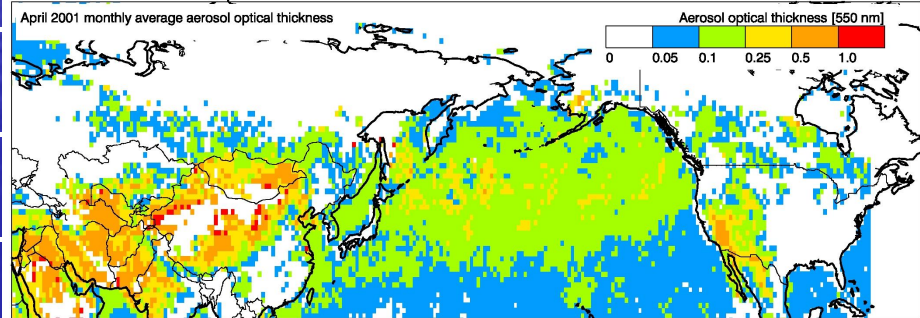 April 2001 monthly average aerosol optical thickness
Aerosol optical thickness [550 nm]
0 0.05 0.1 0.25 0.5 1.0